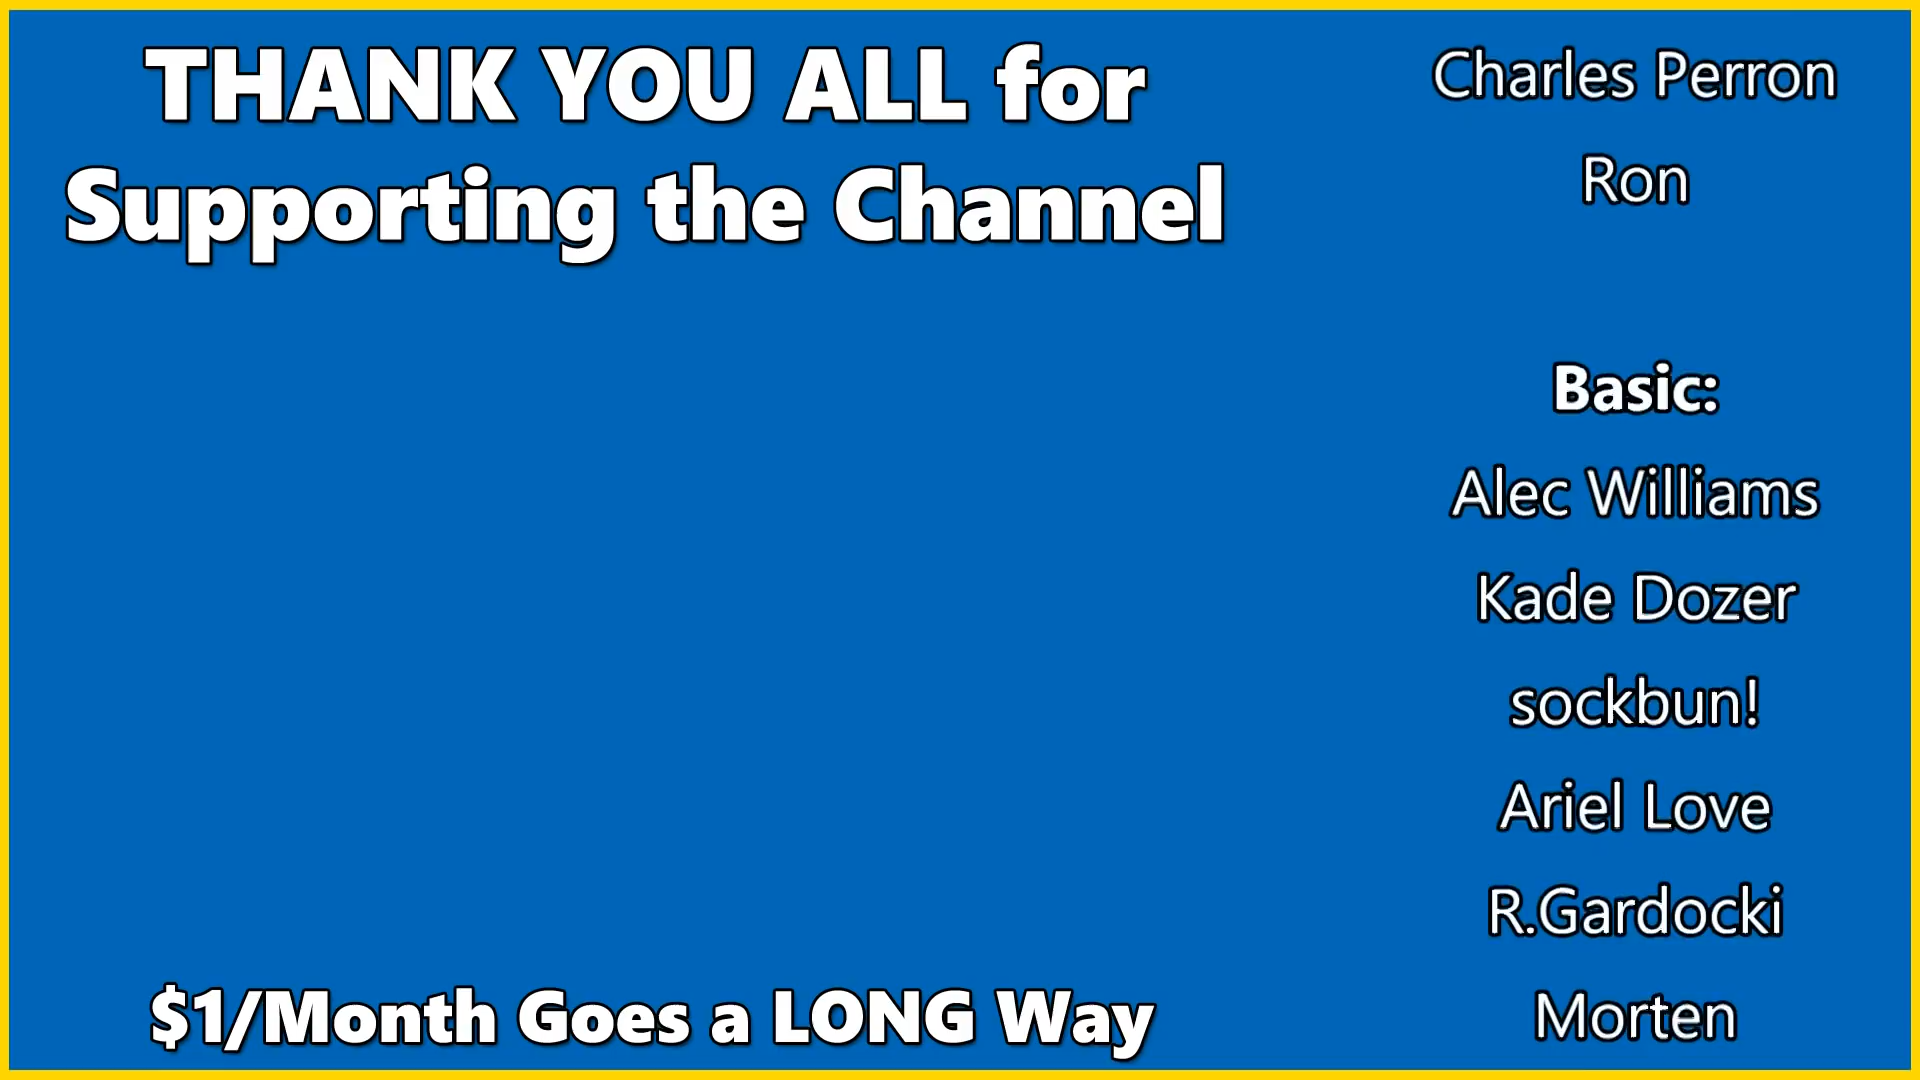 THANK YOU ALL for
Supporting the Channel
$1/Month Goes a LONG Way
Charles Perron
Ron
Basic:
Alec Williams
Kade Dozer
sockbun!
Ariel Love
R.Gardocki
Morten